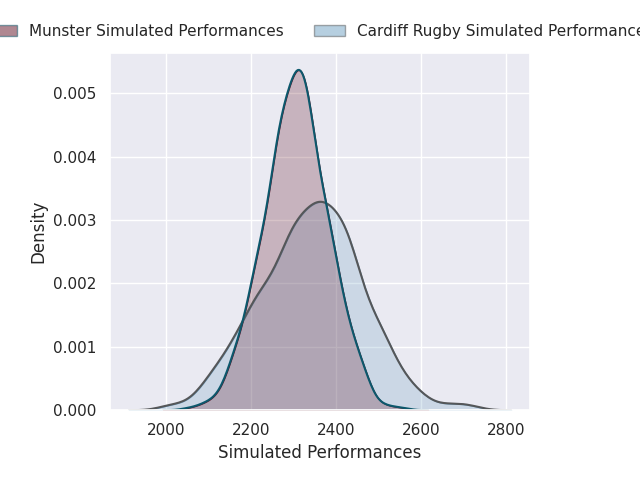 Munster Simulated Performances Cardiff Rugby Simulated Performance
0.005
0.004
0.003
0.002
0.001
0.000
Density
2000 2200 2400 2600 2800
Simulated Performances